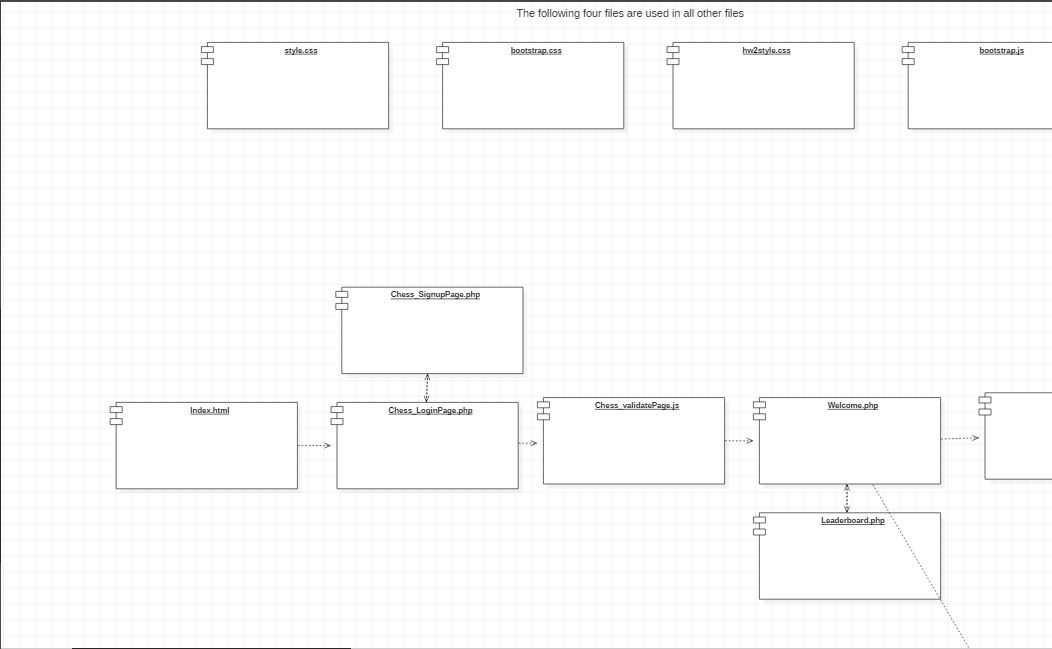 The following four files are used in all other files
style.css
bootstrap.css
hw2style.css
bootstrap.js
Chess_SignupPage.php
Index.html
Chess_LoginPage.php
Chess_validatePage.js
Welcome.php
Leaderboard.php